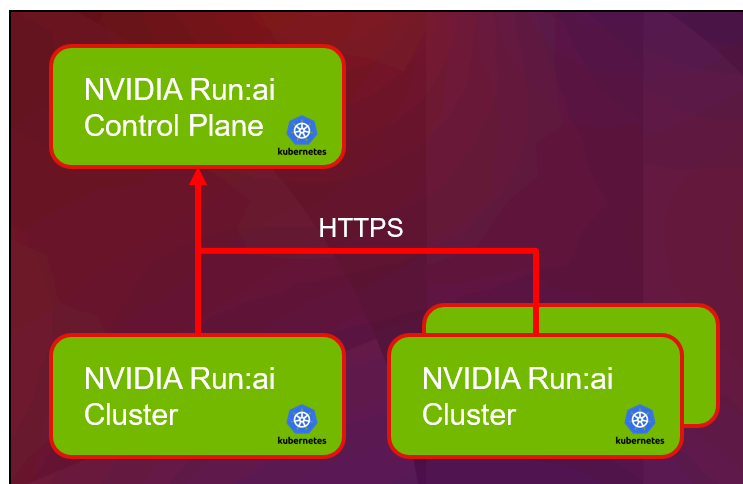 NVIDIA Run:ai
Control Plane
kubernetes
HTTPS
NVIDIA Run:ai
Cluster
kubernetes
NVIDIA Run:ai
Cluster
kubernetes